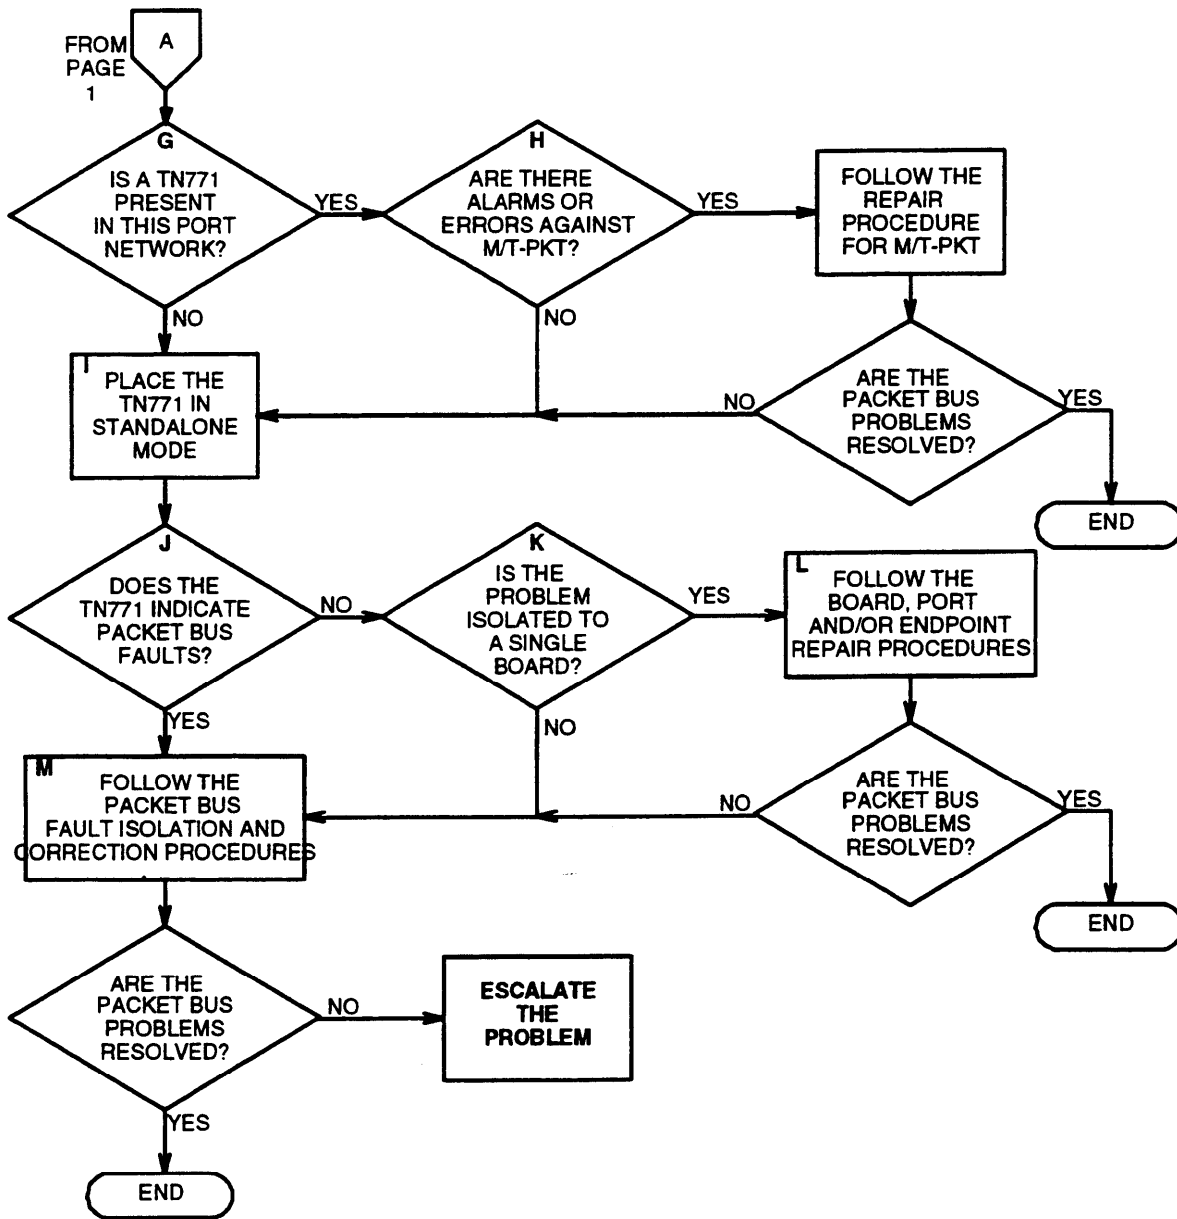 FROM
PAGE
1
A
G
IS A TN771
PRESENT
IN THIS PORT
NETWORK?
YES
NO
H
ARE THERE
ALARMS OR
ERRORS AGAINST
M/T-PKT?
YES
NO
FOLLOW THE
REPAIR
PROCEDURE
FOR M/T-PKT
ARE THE
PACKET BUS
PROBLEMS
RESOLVED?
NO
YES
END
I
PLACE THE
TN771 IN
STANDALONE
MODE
J
DOES THE
TN771 INDICATE
PACKET BUS
FAULTS?
NO
YES
K
IS THE
PROBLEM
ISOLATED TO
A SINGLE
BOARD?
YES
NO
L
FOLLOW THE
BOARD, PORT
AND/OR ENDPOINT
REPAIR PROCEDURES
ARE THE
PACKET BUS
PROBLEMS
RESOLVED?
NO
YES
END
M
FOLLOW THE
PACKET BUS
FAULT ISOLATION AND
CORRECTION PROCEDURES
ARE THE
PACKET BUS
PROBLEMS
RESOLVED?
NO
YES
ESCALATE
THE
PROBLEM
END